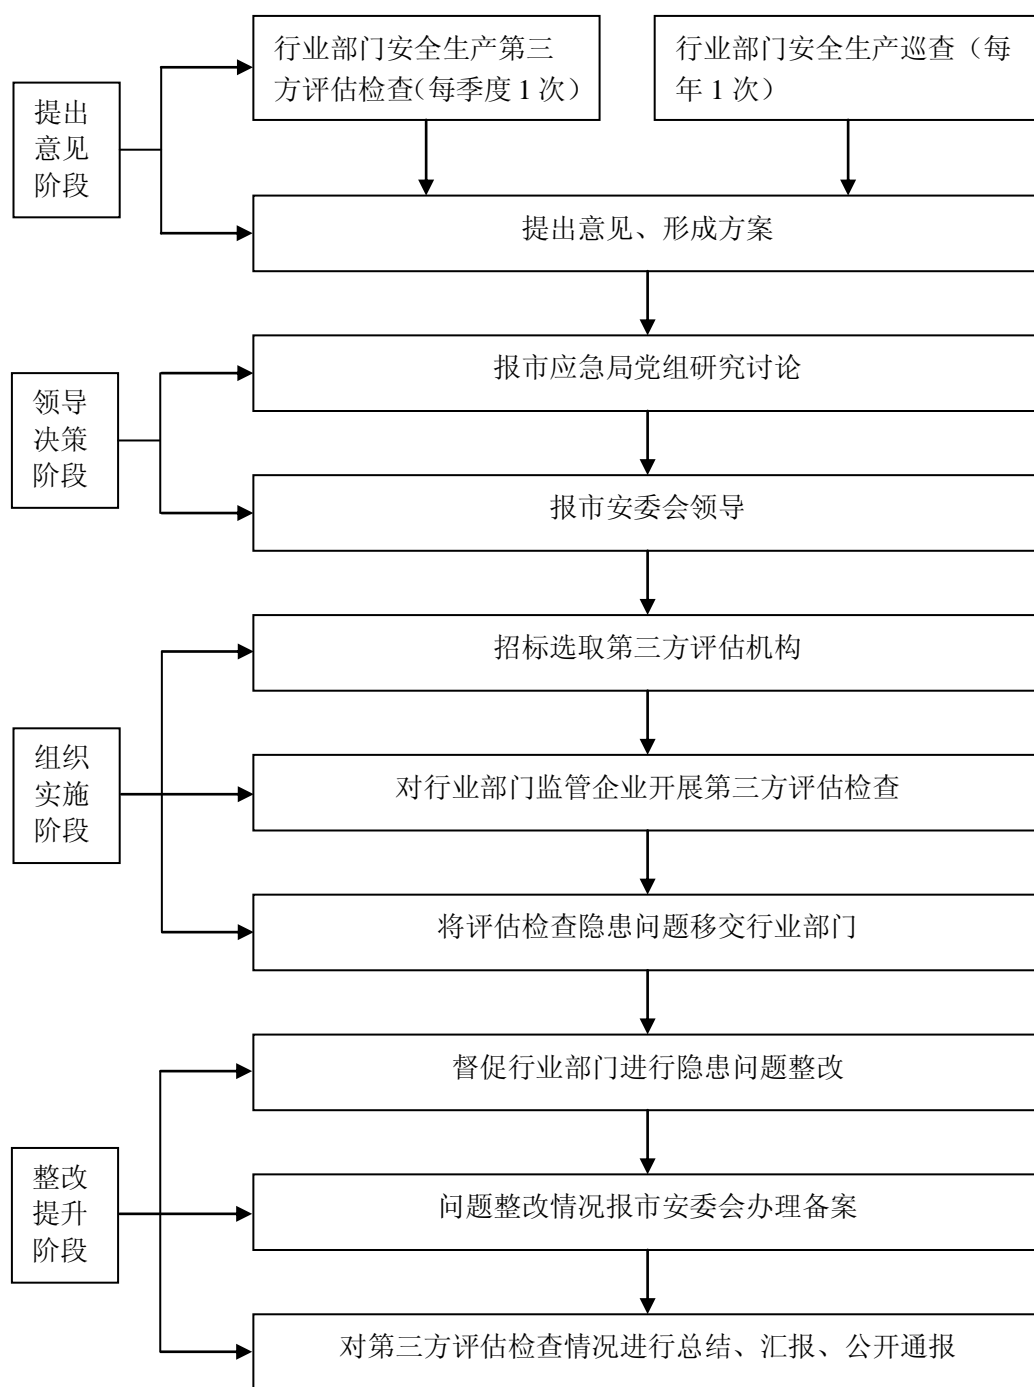 行业部门安全生产第三
方评估检查（每季度 1 次）
行业部门安全生产巡查（每
年 1 次）
提出
意见
阶段
提出意见、形成方案
报市应急局党组研究讨论
领导
决策
阶段
报市安委会领导
招标选取第三方评估机构
组织
实施
阶段
对行业部门监管企业开展第三方评估检查
将评估检查隐患问题移交行业部门
督促行业部门进行隐患问题整改
整改
提升
阶段
问题整改情况报市安委会办理备案
对第三方评估检查情况进行总结、汇报、公开通报